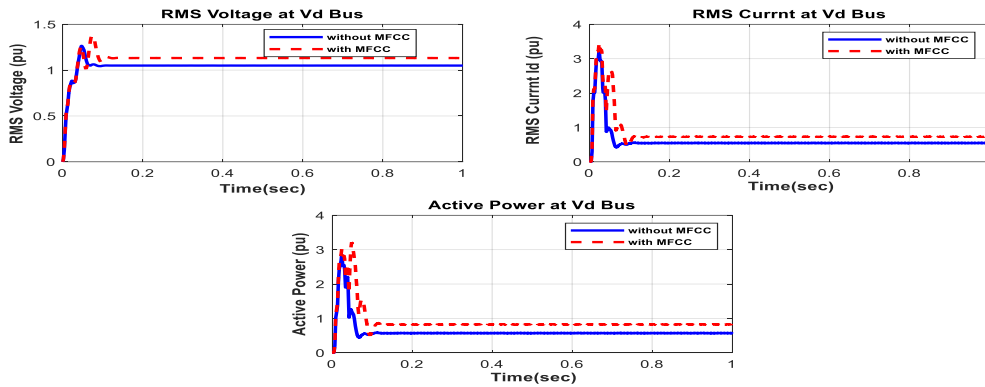 RMS Voltage at Vd Bus
RMS Voltage (pu)
1.5
1
0.5
0
without MFCC
with MFCC
0 0.2 0.4 0.6 0.8 1
Time(sec)
RMS Currnt at Vd Bus
RMS Currnt Id (pu)
4
3
2
1
0
without MFCC
with MFCC
0 0.2 0.4 0.6 0.8
Time(sec)
Active Power at Vd Bus
Active Power (pu)
4
3
2
1
0
without MFCC
with MFCC
0 0.2 0.4 0.6 0.8 1
Time(sec)